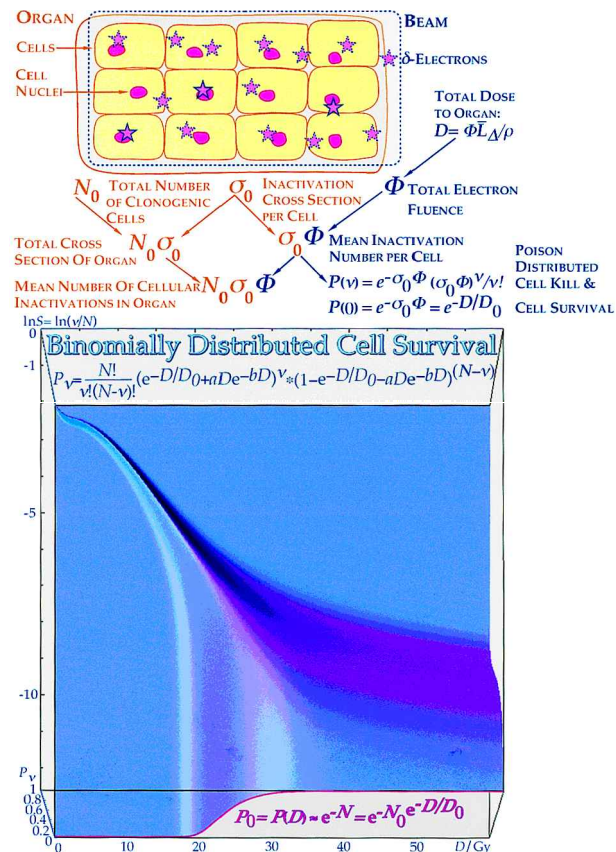 ORGAN
BEAM
CELLS
δ-ELECTRONS
CELL
NUCLEI
TOTAL DOSE
TO ORGAN:
D= ΦL̄Δ/ρ
N₀ TOTAL NUMBER
OF CLONOGENIC
CELLS
σ₀ INACTIVATION
CROSS SECTION
PER CELL
Φ TOTAL ELECTRON
FLUENCE
TOTAL CROSS
SECTION OF ORGAN
N₀σ₀
σ₀Φ MEAN INACTIVATION
NUMBER PER CELL
POISON
DISTRIBUTED
CELL KILL &
CELL SURVIVAL
MEAN NUMBER OF CELLULAR
INACTIVATIONS IN ORGAN
N₀σ₀Φ
P(ν) = e^-σ₀Φ (σ₀Φ)^ν/ν!
P((0) = e^-σ₀Φ = e^-D/D₀
lnS= ln(ν/N)
Binomially Distributed Cell Survival
Pν= N!/ν!(N-ν)! (e^-D/D₀+aDe^-bD)^ν*(1-e^-D/D₀-aDe^-bD)^(N-ν)
0
-1
-5
-10
Pν
1
0.8
0.6
0.4
0.2
0
P₀ = P(D) ≈ e^-N = e^-N₀e^-D/D₀
0 10 20 30 40 50 D/Gy